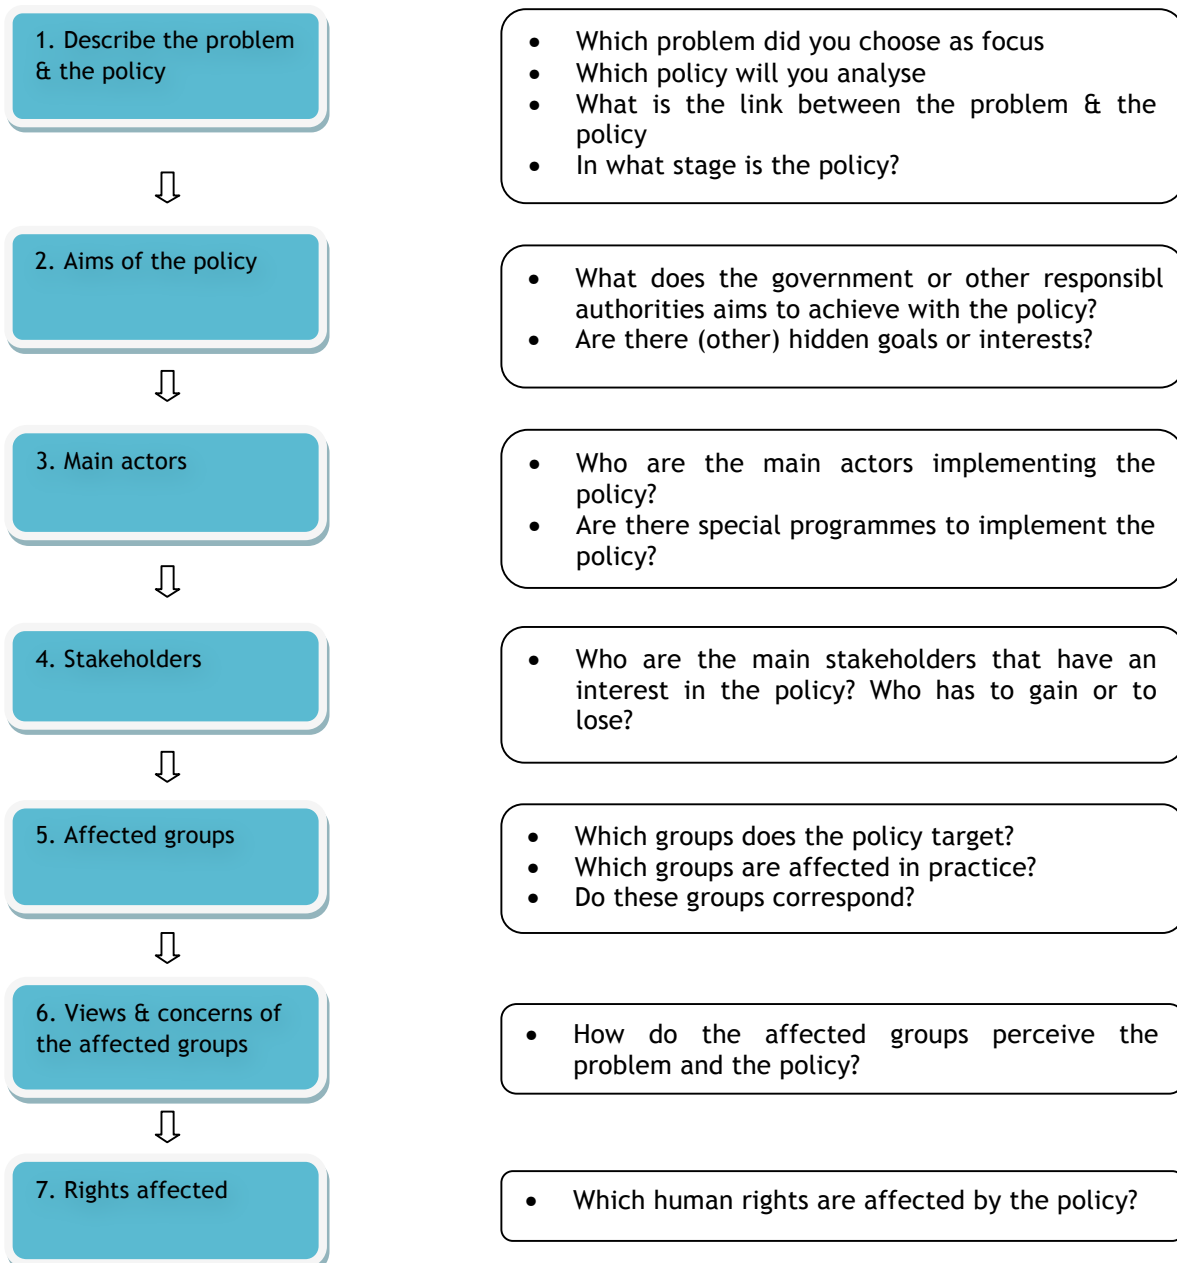 1. Describe the problem
& the policy
• Which problem did you choose as focus
• Which policy will you analyse
• What is the link between the problem & the
policy
• In what stage is the policy?
2. Aims of the policy
• What does the government or other responsibl
authorities aims to achieve with the policy?
• Are there (other) hidden goals or interests?
3. Main actors
• Who are the main actors implementing the
policy?
• Are there special programmes to implement the
policy?
4. Stakeholders
• Who are the main stakeholders that have an
interest in the policy? Who has to gain or to
lose?
5. Affected groups
• Which groups does the policy target?
• Which groups are affected in practice?
• Do these groups correspond?
6. Views & concerns of
the affected groups
• How do the affected groups perceive the
problem and the policy?
7. Rights affected
• Which human rights are affected by the policy?